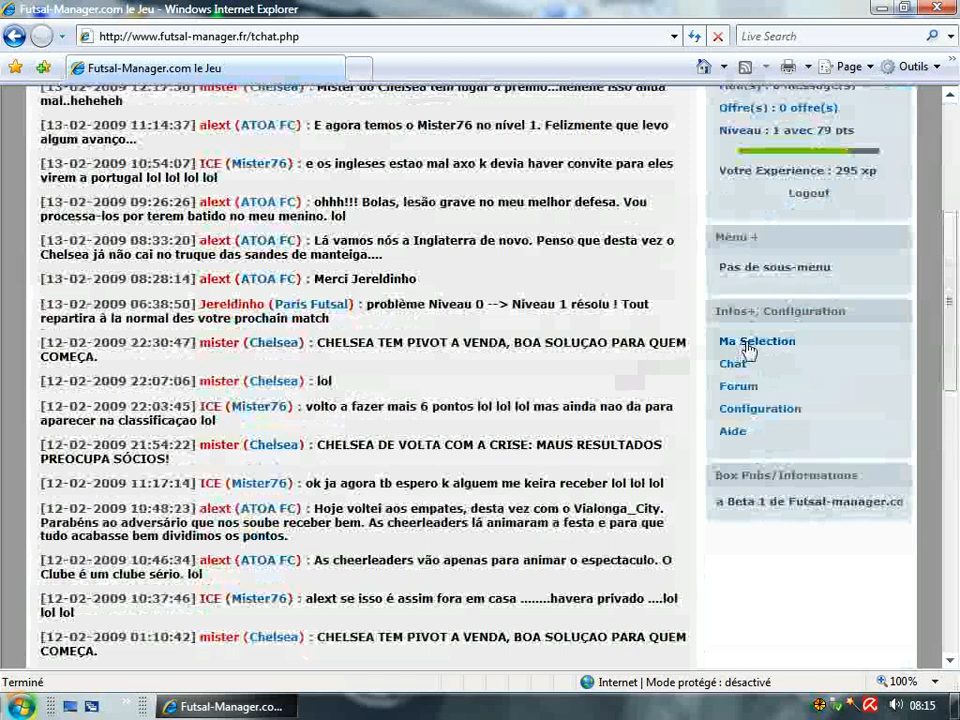 Futsal-Manager.com le Jeu - Windows Internet Explorer
http://www.futsal-manager.fr/tchat.php
Live Search
Futsal-Manager.com le Jeu
Page
Outils
[13-02-2009 12:17:36] mister (Chelsea) : Mister do Chelsea tem lugar a prémio...hehehe isso anda
mal..heheheh
[13-02-2009 11:14:37] alext (ATOA FC) : E agora temos o Mister76 no nível 1. Felizmente que levo
algum avanço...
[13-02-2009 10:54:07] ICE (Mister76) : e os ingleses estao mal axo k devia haver convite para eles
virem a portugal lol lol lol lol
[13-02-2009 09:26:26] alext (ATOA FC) : ohhh!!! Bolas, lesão grave no meu melhor defesa. Vou
processa-los por terem batido no meu menino. lol
[13-02-2009 08:33:20] alext (ATOA FC) : Lá vamos nós a Inglaterra de novo. Penso que desta vez o
Chelsea já não cai no truque das sandes de manteiga....
[13-02-2009 08:28:14] alext (ATOA FC) : Merci Jereldinho
[13-02-2009 06:38:50] Jereldinho (Paris Futsal) : problème Niveau 0 --> Niveau 1 résolu ! Tout
repartira à la normal des votre prochain match
[12-02-2009 22:30:47] mister (Chelsea) : CHELSEA TEM PIVOT A VENDA, BOA SOLUÇAO PARA QUEM
COMEÇA.
[12-02-2009 22:07:06] mister (Chelsea) : lol
[12-02-2009 22:03:45] ICE (Mister76) : volto a fazer mais 6 pontos lol lol lol mas ainda nao da para
aparecer na classificaçao lol
[12-02-2009 21:54:22] mister (Chelsea) : CHELSEA DE VOLTA COM A CRISE: MAUS RESULTADOS
PREOCUPA SÓCIOS!
[12-02-2009 11:17:14] ICE (Mister76) : ok ja agora tb espero k alguem me keira receber lol lol lol
[12-02-2009 10:48:23] alext (ATOA FC) : Hoje voltei aos empates, desta vez com o Vialonga_City.
Parabéns ao adversário que nos soube receber bem. As cheerleaders lá animaram a festa e para que
tudo acabasse bem dividimos os pontos.
[12-02-2009 10:46:34] alext (ATOA FC) : As cheerleaders vão apenas para animar o espectaculo. O
Clube é um clube sério. lol
[12-02-2009 10:37:46] ICE (Mister76) : alext se isso é assim fora em casa ........havera privado ....lol
lol lol
[12-02-2009 01:10:42] mister (Chelsea) : CHELSEA TEM PIVOT A VENDA, BOA SOLUÇAO PARA QUEM
COMEÇA.
Offre(s) : 0 offre(s).
Niveau : 1 avec 79 pts
Votre Experience : 295 xp
Logout
Menu +
Pas de sous-menu
Infos+, Configuration
Ma Selection
Chat
Forum
Configuration
Aide
Box Pubs/Informations
a Beta 1 de Futsal-manager.co
Terminé
Internet | Mode protégé : désactivé
100%
Futsal-Manager.co...
08:15